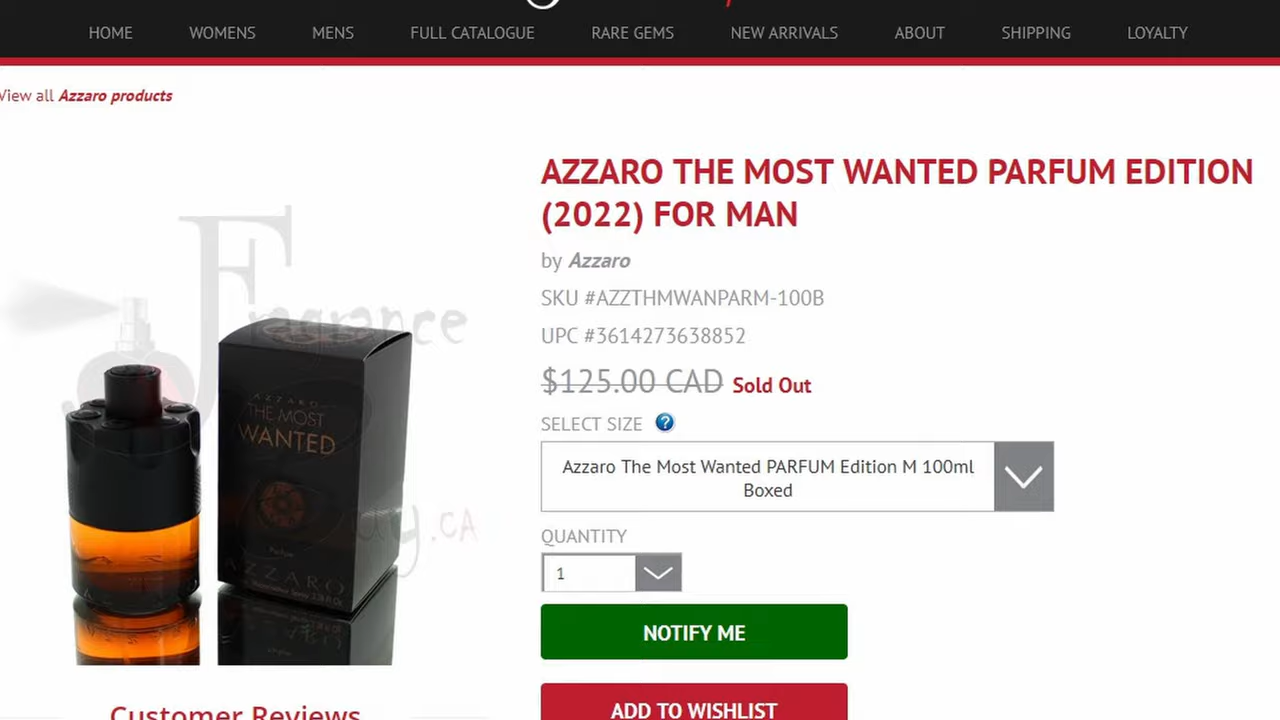 HOME WOMENS MENS FULL CATALOGUE RARE GEMS NEW ARRIVALS ABOUT SHIPPING LOYALTY
View all Azzaro products
AZZARO THE MOST WANTED PARFUM EDITION
(2022) FOR MAN
by Azzaro
SKU #AZZTHMWANPARM-100B
UPC #3614273638852
$125.00 CAD Sold Out
SELECT SIZE ?
Azzaro The Most Wanted PARFUM Edition M 100ml
Boxed
QUANTITY
1
NOTIFY ME
ADD TO WISHLIST
Fragrance
AZZARO
THE MOST
WANTED
Parfum
AZZARO
.CA
Customer Reviews